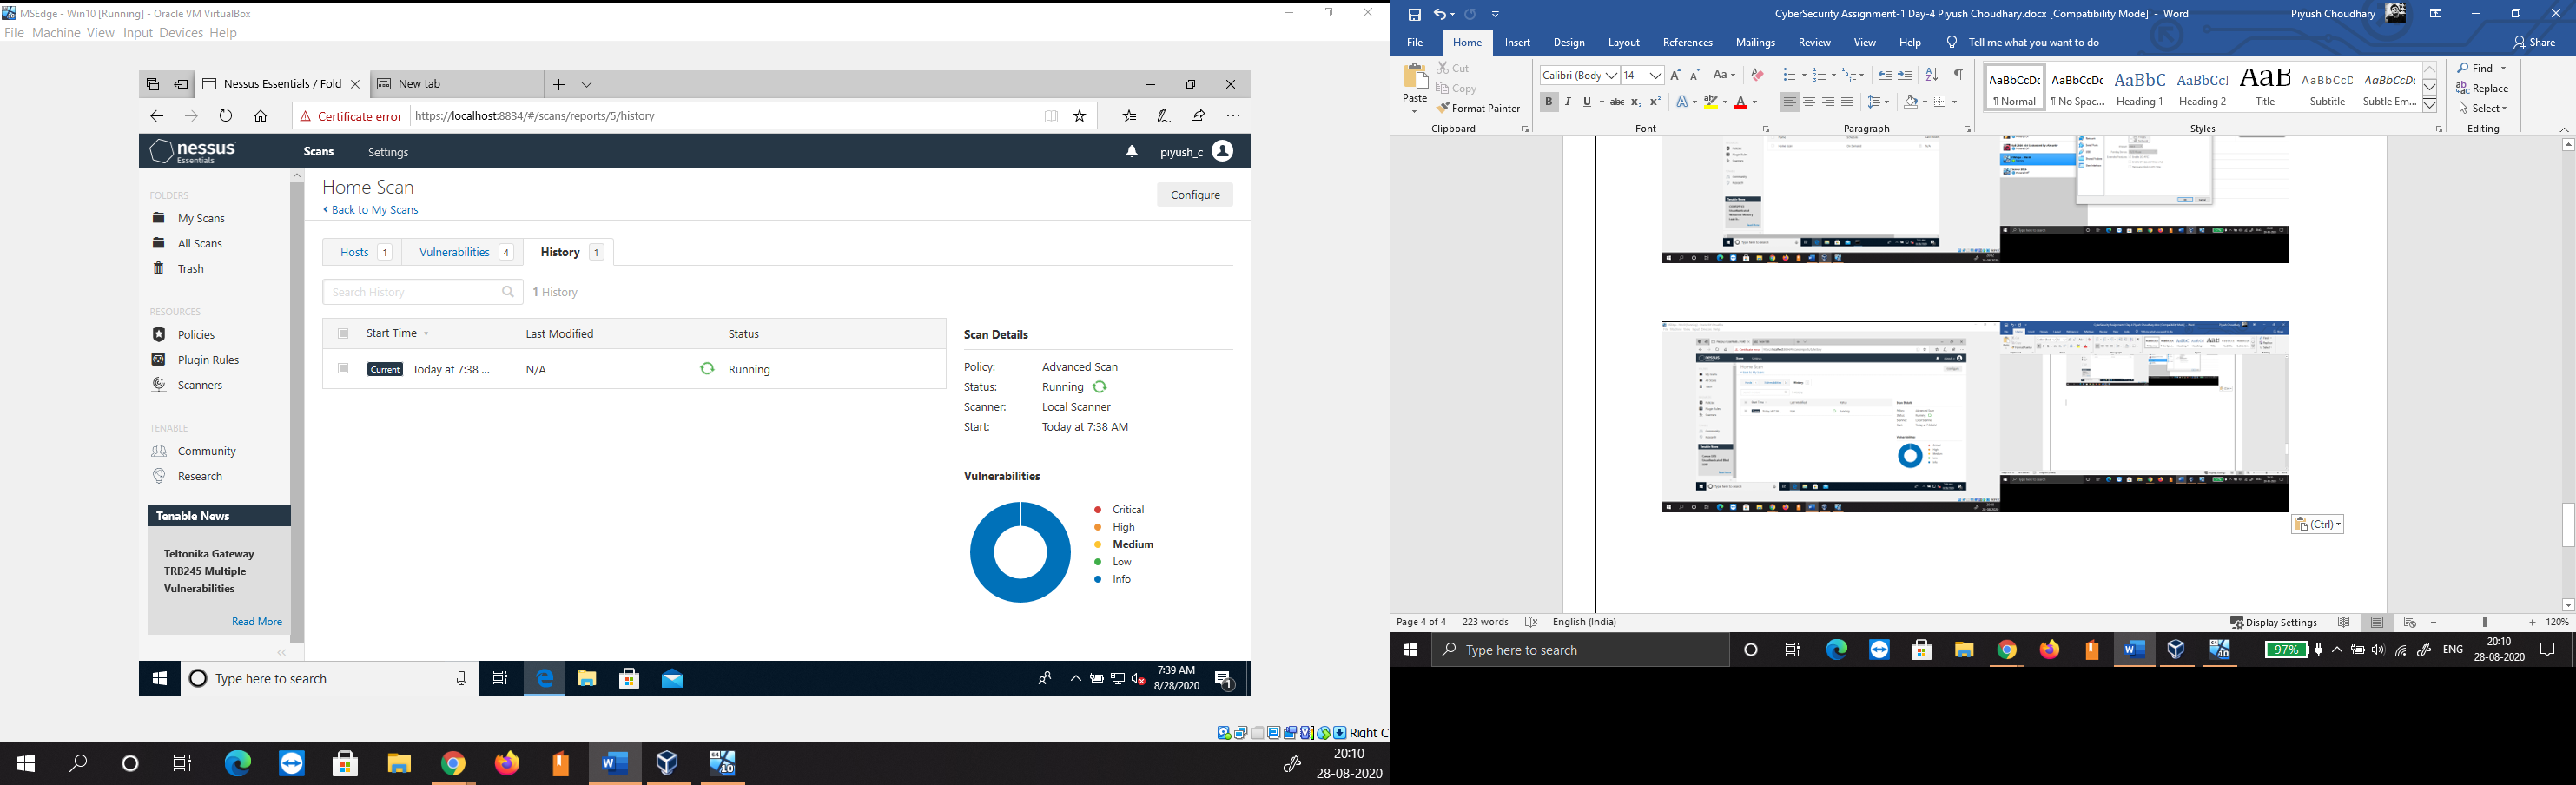 MSEdge - Win10 [Running] - Oracle VM VirtualBox
File Machine View Input Devices Help
Nessus Essentials / Fold
New tab
Certificate error
https://localhost:8834/#/scans/reports/5/history
nessus
Essentials
Scans
Settings
piyush_c
FOLDERS
My Scans
All Scans
Trash
RESOURCES
Policies
Plugin Rules
Scanners
TENABLE
Community
Research
Tenable News
Teltonika Gateway
TRB245 Multiple
Vulnerabilities
Read More
Home Scan
Back to My Scans
Configure
Hosts 1
Vulnerabilities 4
History 1
Search History
1 History
Start Time Last Modified Status
Current Today at 7:38 ... N/A Running
Scan Details
Policy: Advanced Scan
Status: Running
Scanner: Local Scanner
Start: Today at 7:38 AM
Vulnerabilities
Critical
High
Medium
Low
Info
Type here to search
7:39 AM
8/28/2020
1
Right C
20:10
28-08-2020
CyberSecurity Assignment-1 Day-4 Piyush Choudhary.docx [Compatibility Mode] - Word
Piyush Choudhary
File Home Insert Design Layout References Mailings Review View Help Tell me what you want to do
Share
Paste
Cut
Copy
Format Painter
Clipboard
Calibri (Body 14
Font
Paragraph
AaBbCcDc ¶ Normal
AaBbCcDc ¶ No Spac...
AaBbC Heading 1
AaBbCc1 Heading 2
AaB Title
AaBbCcD Subtitle
AaBbCcDc Subtle Em...
Styles
Find
Replace
Select
Editing
(Ctrl)
Page 4 of 4 223 words English (India)
Display Settings
120%
Type here to search
97%
ENG
20:10
28-08-2020